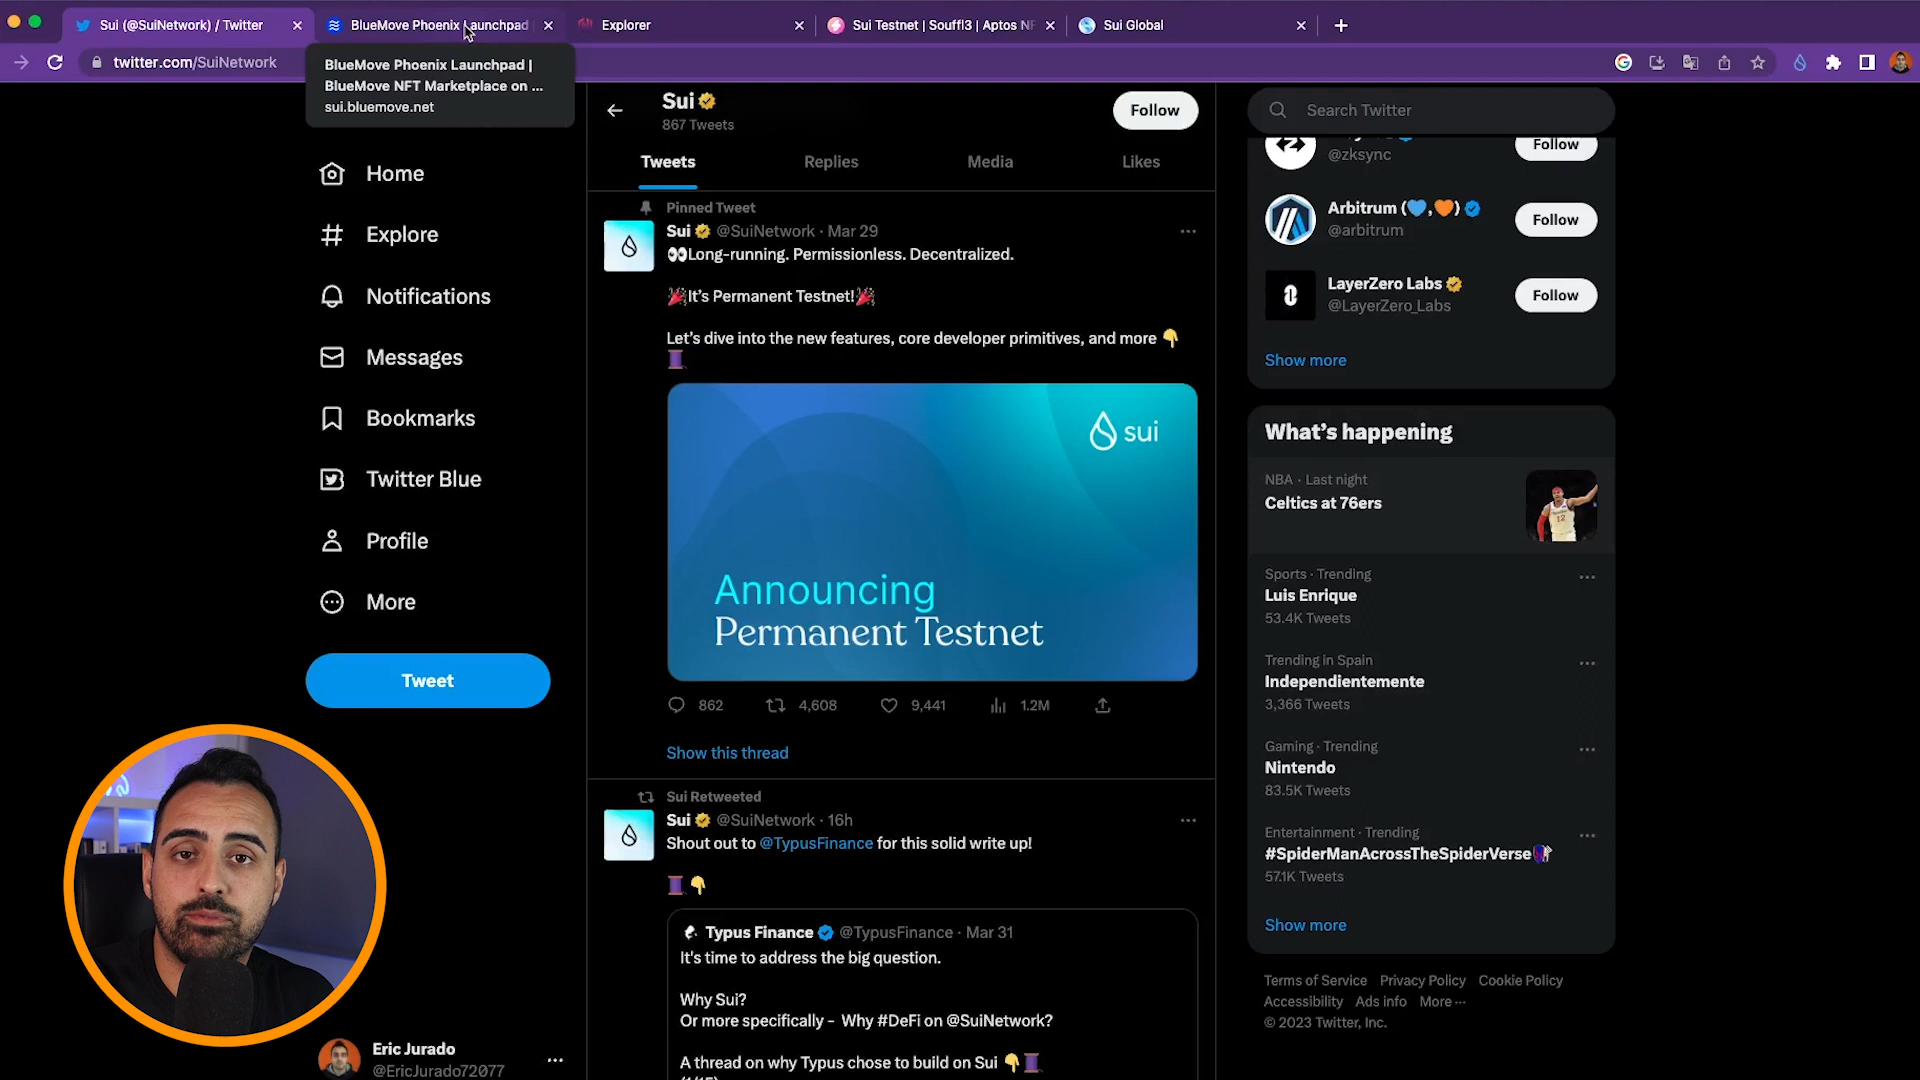 Sui (@SuiNetwork) / Twitter
BlueMove Phoenix Launchpad
Explorer
Sui Testnet | Souffl3 | Aptos NF
Sui Global
twitter.com/SuiNetwork
BlueMove Phoenix Launchpad |
BlueMove NFT Marketplace on ...
sui.bluemove.net
Home
Explore
Notifications
Messages
Bookmarks
Twitter Blue
Profile
More
Tweet
Eric Jurado
@EricJurado72077
Sui
867 Tweets
Follow
Tweets
Replies
Media
Likes
Pinned Tweet
Sui @SuiNetwork · Mar 29
👀Long-running. Permissionless. Decentralized.
🎉It's Permanent Testnet!🎉
Let's dive into the new features, core developer primitives, and more 👇
🧵
sui
Announcing
Permanent Testnet
862
4,608
9,441
1.2M
Show this thread
Sui Retweeted
Sui @SuiNetwork · 16h
Shout out to @TypusFinance for this solid write up!
🧵👇
Typus Finance @TypusFinance · Mar 31
It's time to address the big question.
Why Sui?
Or more specifically - Why #DeFi on @SuiNetwork?
A thread on why Typus chose to build on Sui 👇🧵
Search Twitter
@zksync
Follow
Arbitrum (💙,🧡)
@arbitrum
Follow
LayerZero Labs
@LayerZero_Labs
Follow
Show more
What's happening
NBA · Last night
Celtics at 76ers
Sports · Trending
Luis Enrique
53.4K Tweets
Trending in Spain
Independientemente
3,366 Tweets
Gaming · Trending
Nintendo
83.5K Tweets
Entertainment · Trending
#SpiderManAcrossTheSpiderVerse
57.1K Tweets
Show more
Terms of Service Privacy Policy Cookie Policy
Accessibility Ads info More ···
© 2023 Twitter, Inc.